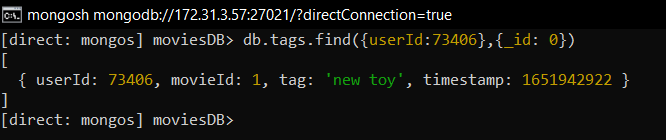 mongosh mongodb://172.31.3.57:27021/?directConnection=true
[direct: mongos] moviesDB> db.tags.find({userId:73406},{_id: 0})
[
  { userId: 73406, movieId: 1, tag: 'new toy', timestamp: 1651942922 }
]
[direct: mongos] moviesDB>